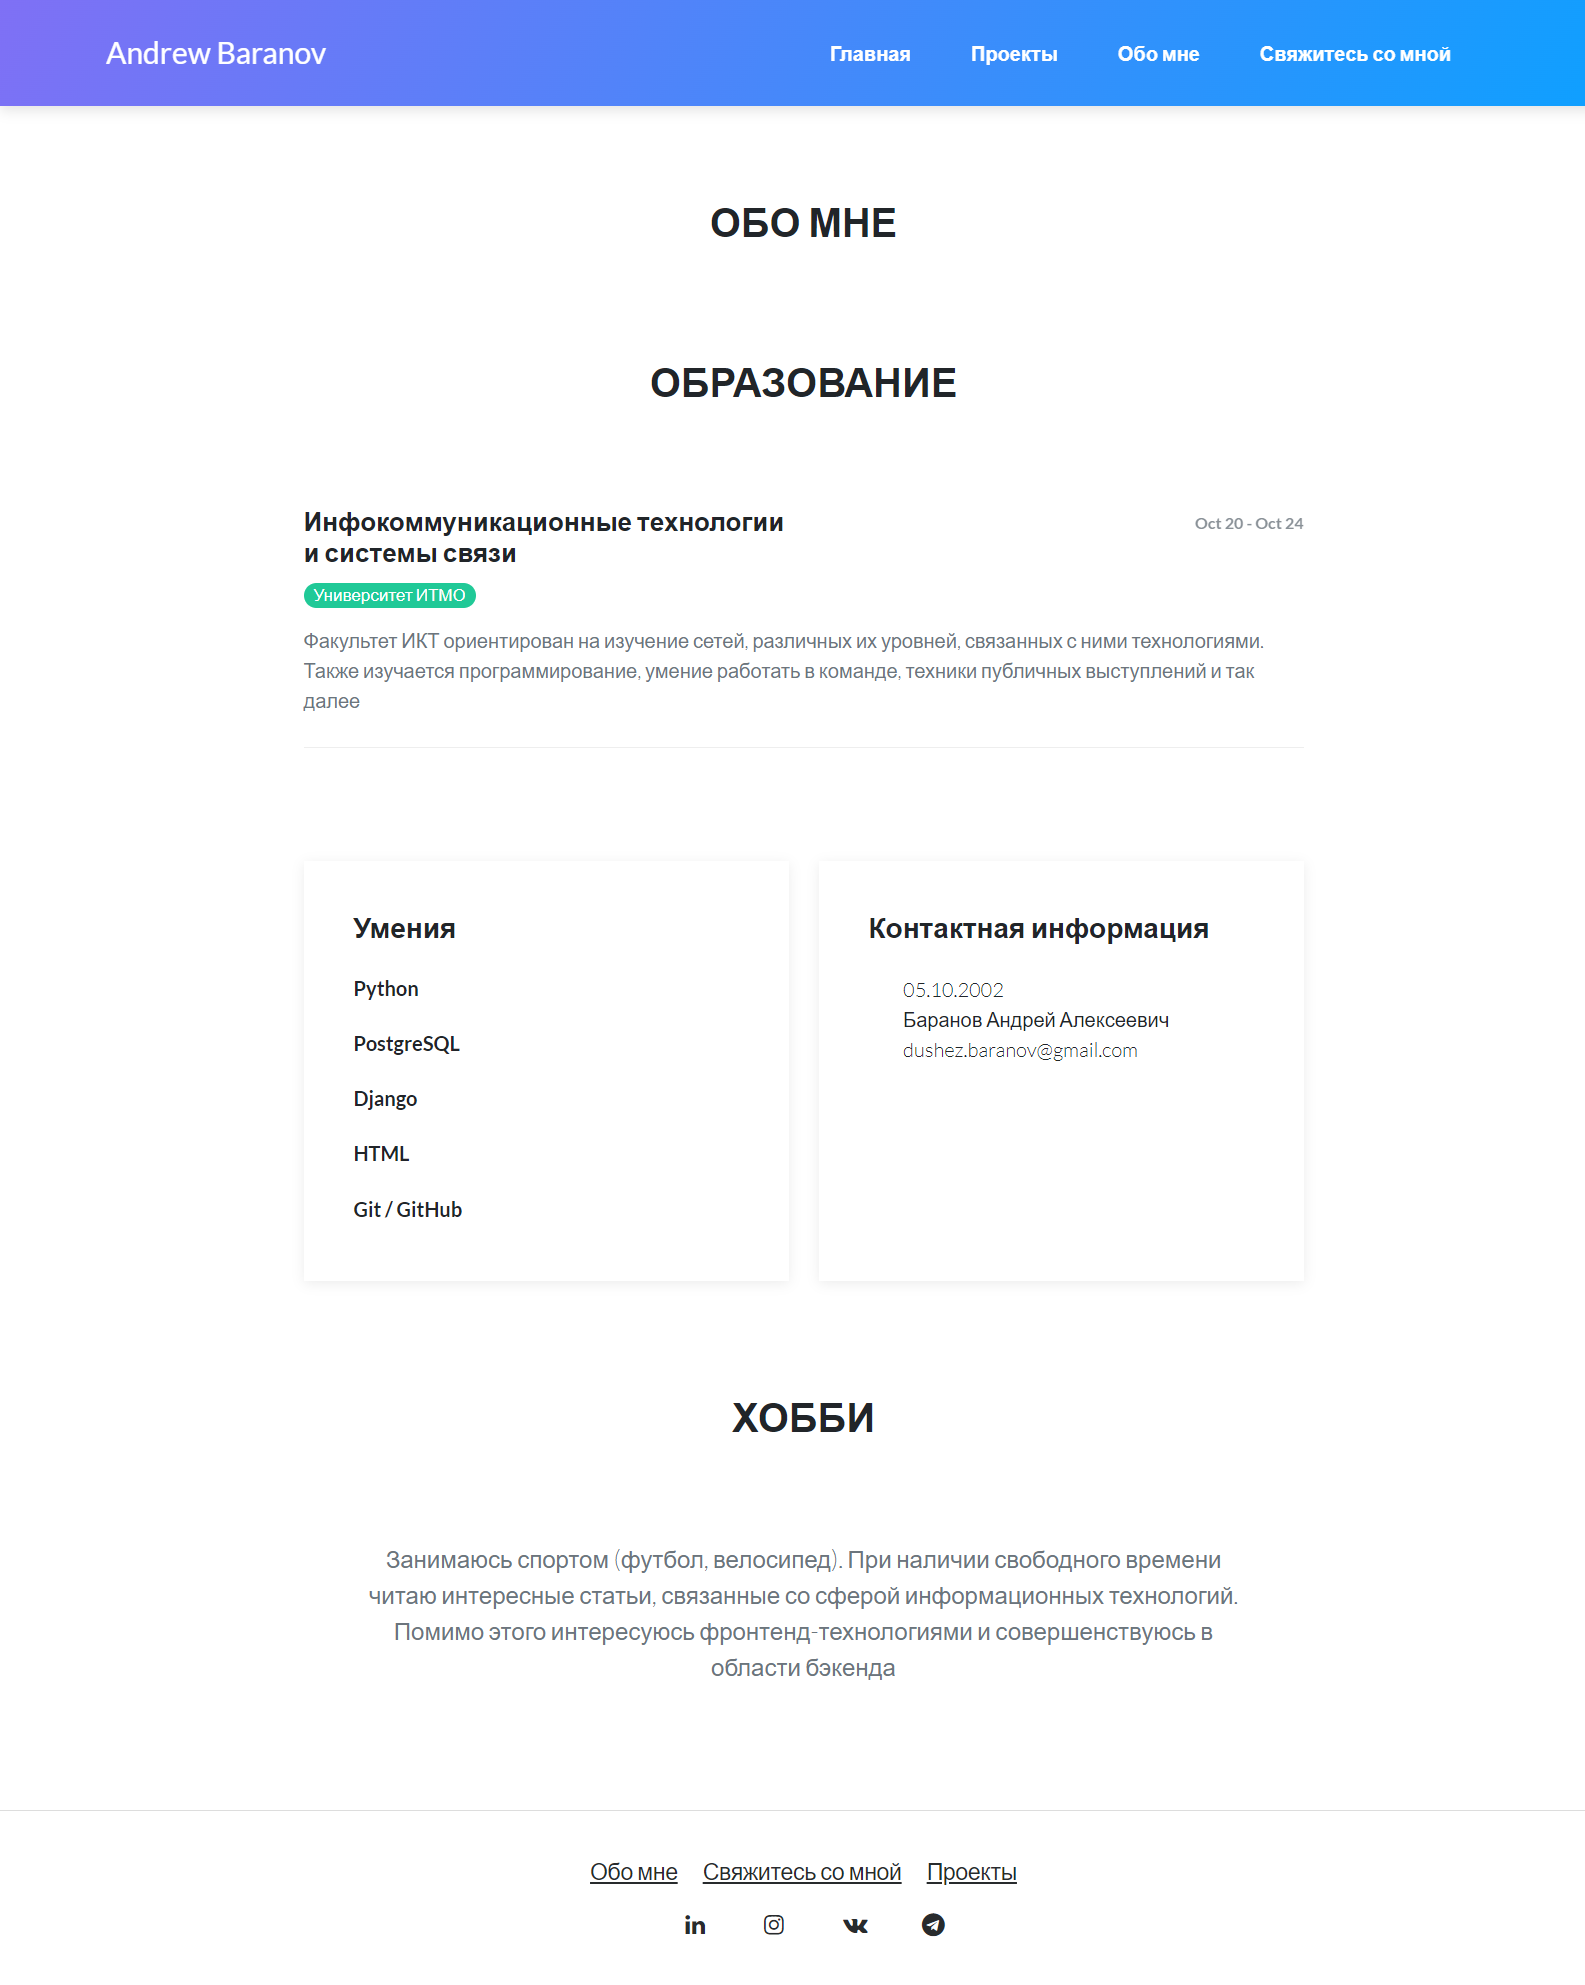 Andrew Baranov
Главная Проекты Обо мне Свяжитесь со мной
ОБО МНЕ
ОБРАЗОВАНИЕ
Инфокоммуникационные технологии
и системы связи
Oct 20 - Oct 24
Университет ИТМО
Факультет ИКТ ориентирован на изучение сетей, различных их уровней, связанных с ними технологиями.
Также изучается программирование, умение работать в команде, техники публичных выступлений и так
далее
Умения
Python
PostgreSQL
Django
HTML
Git / GitHub
Контактная информация
05.10.2002
Баранов Андрей Алексеевич
dushez.baranov@gmail.com
ХОББИ
Занимаюсь спортом (футбол, велосипед). При наличии свободного времени
читаю интересные статьи, связанные со сферой информационных технологий.
Помимо этого интересуюсь фронтенд-технологиями и совершенствуюсь в
области бэкенда
Обо мне Свяжитесь со мной Проекты